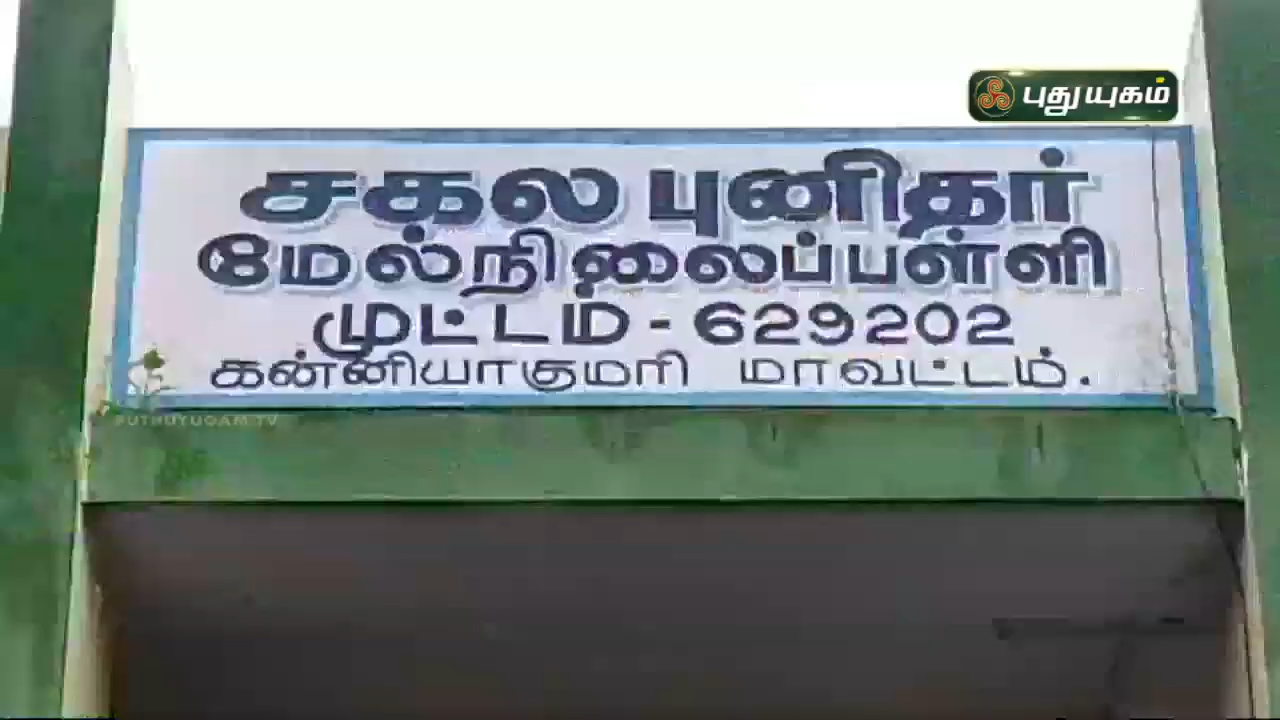 புதுயுகம்
சகல புனிதர்
மேல்நிலைப்பள்ளி
முட்டம் - 629202
கன்னியாகுமரி மாவட்டம்.
PUTHUYUGAM TV